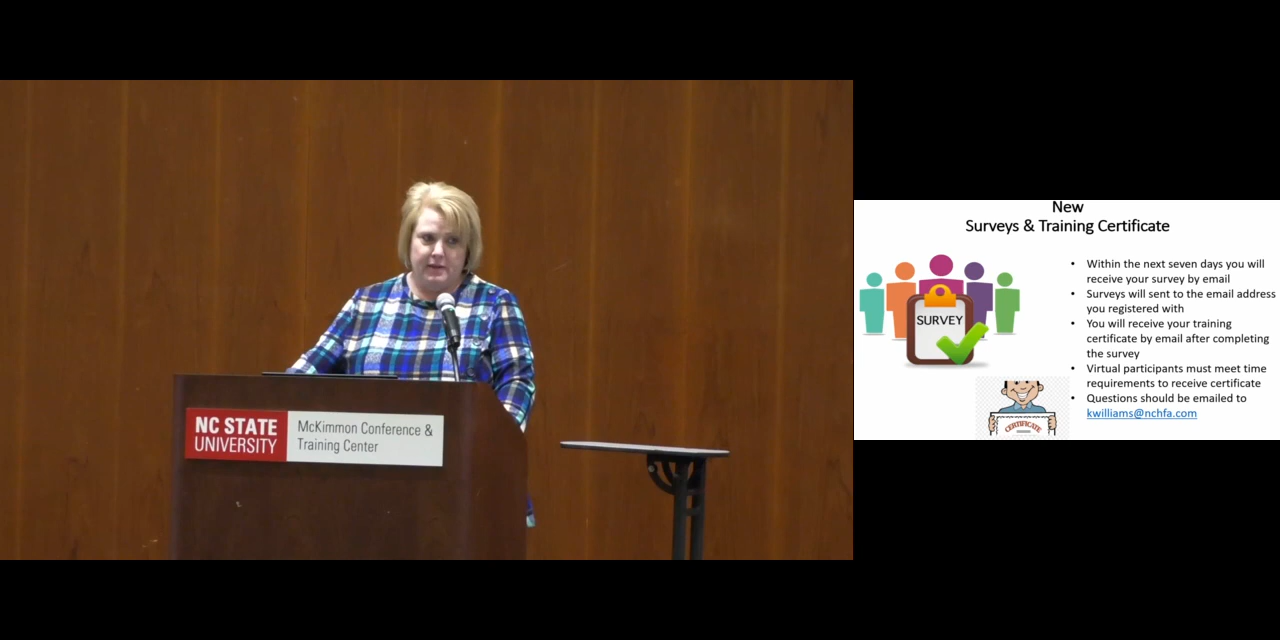 NC STATE
UNIVERSITY
McKimmon Conference &
Training Center
New
Surveys & Training Certificate
SURVEY
• Within the next seven days you will
receive your survey by email
• Surveys will sent to the email address
you registered with
• You will receive your training
certificate by email after completing
the survey
• Virtual participants must meet time
requirements to receive certificate
• Questions should be emailed to
kwilliams@nchfa.com
CERTIFICATE